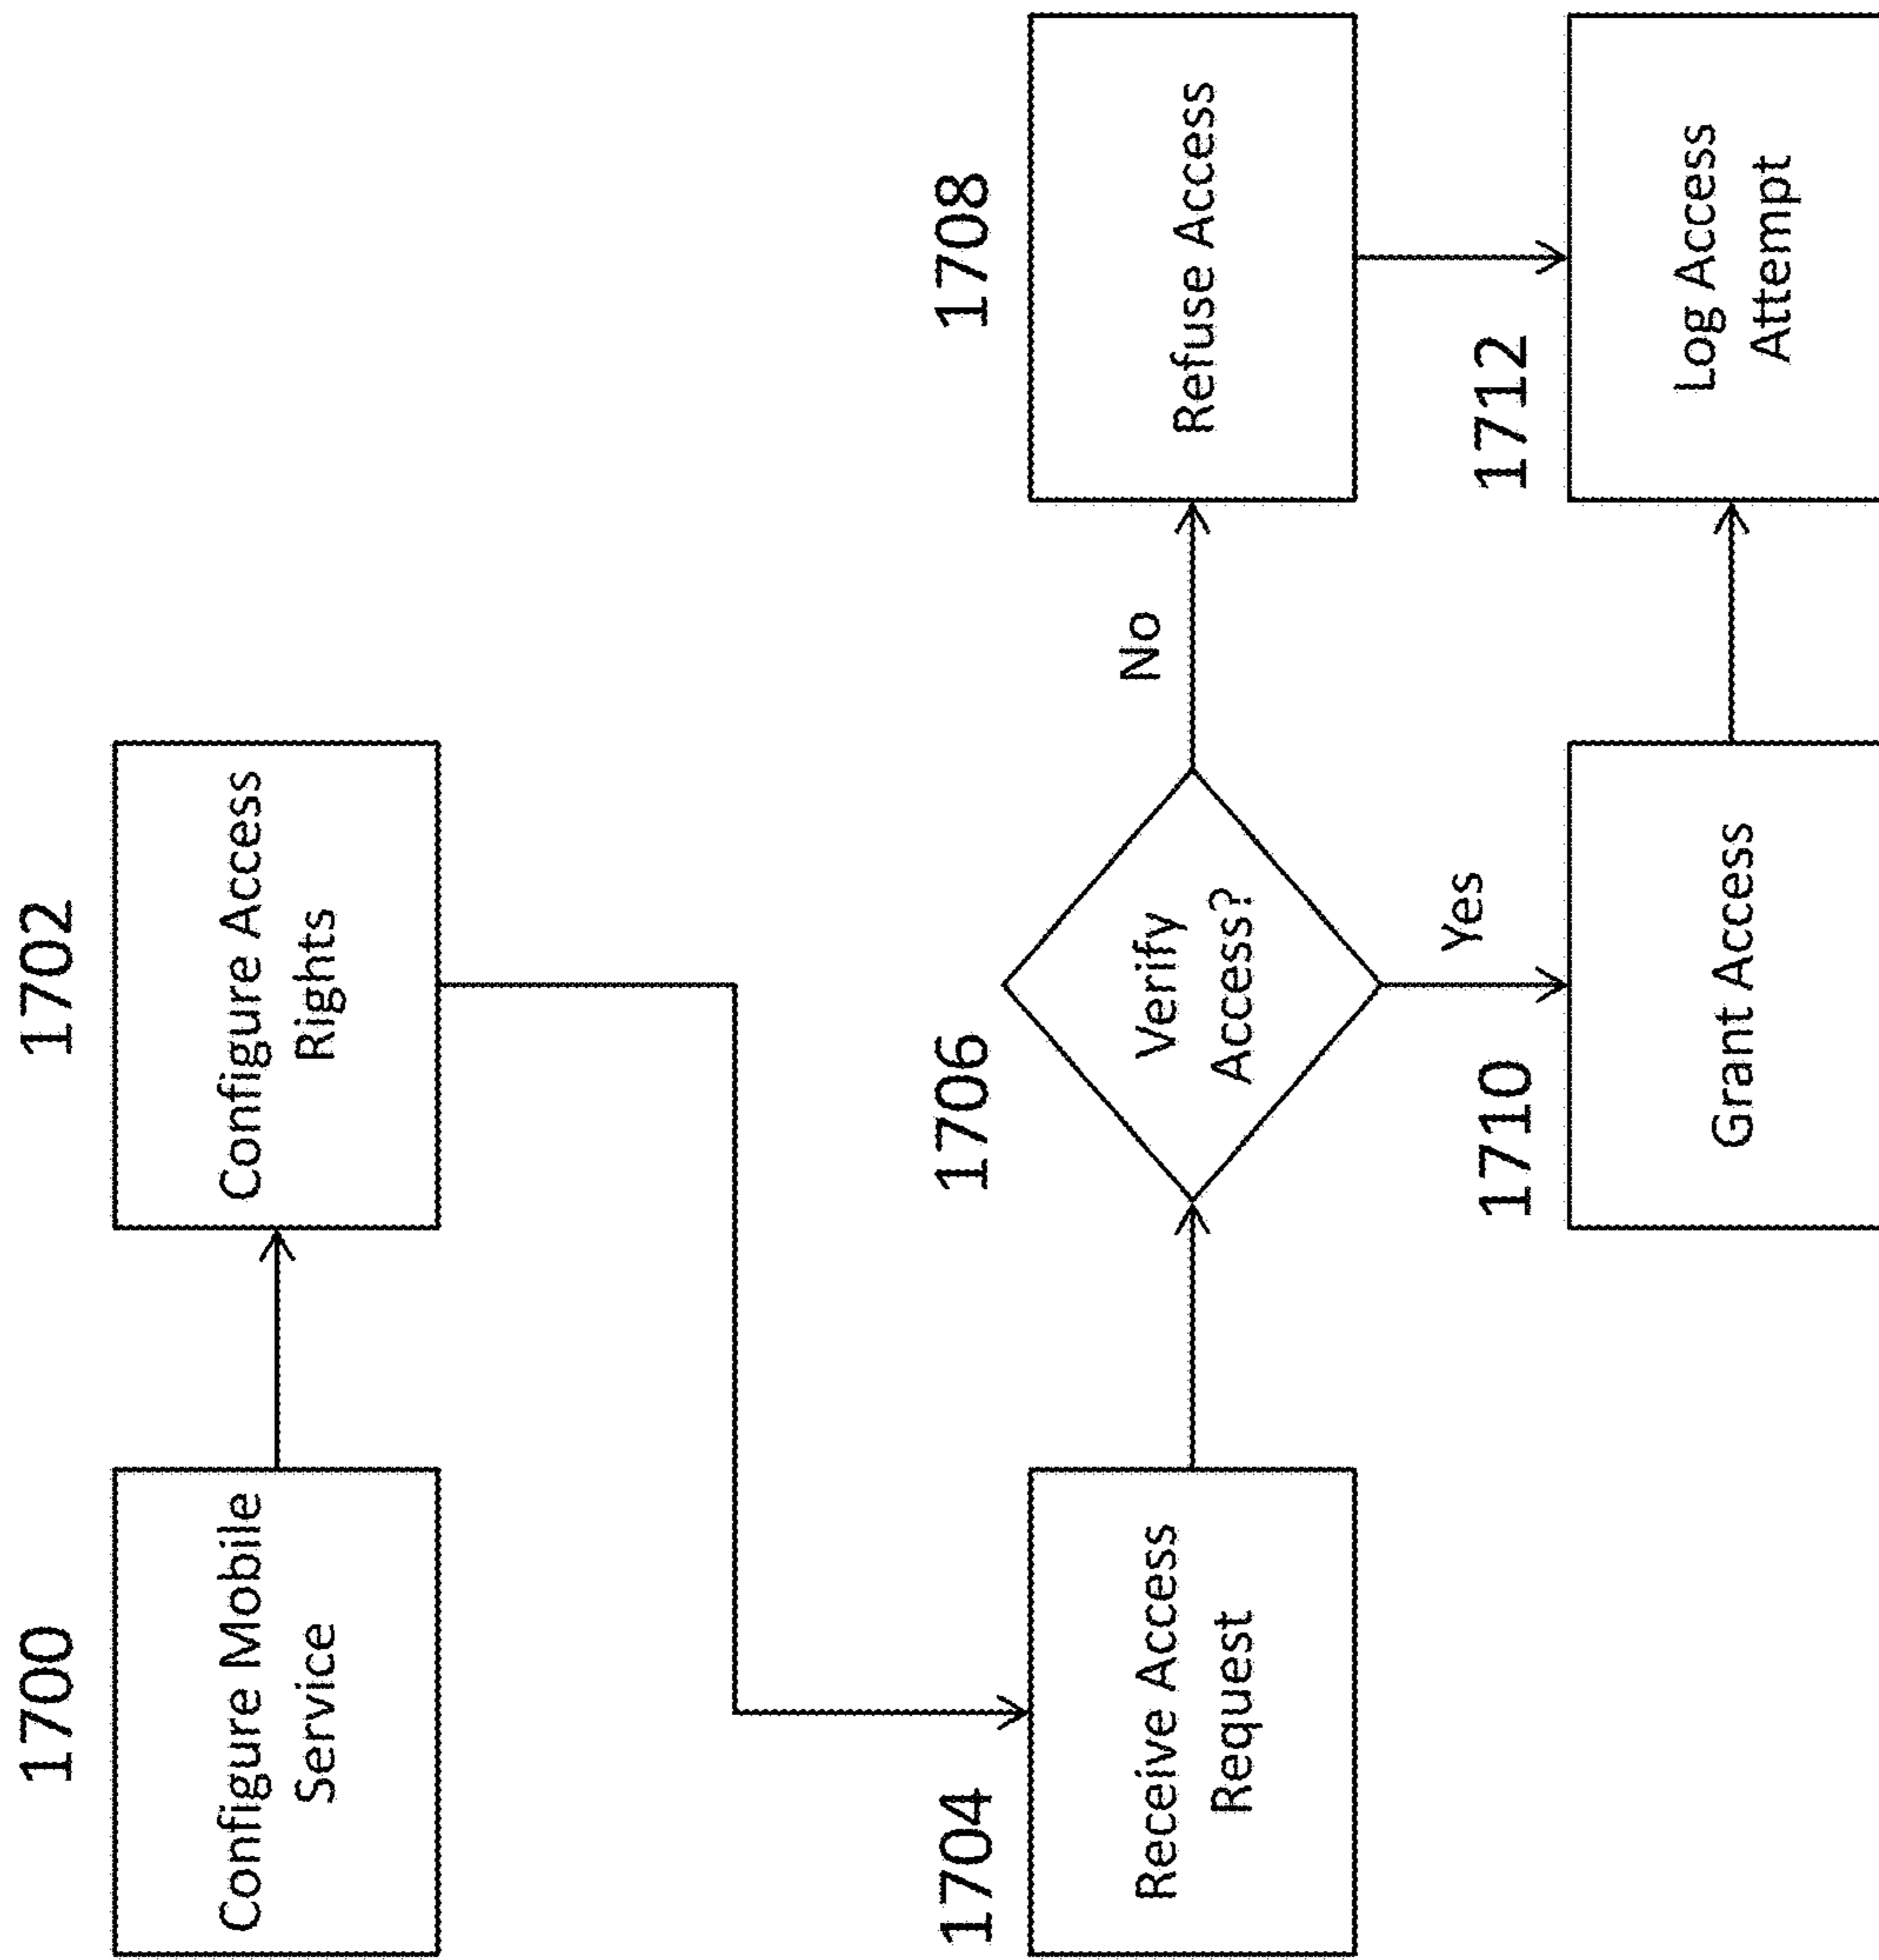 1700
Configure Mobile
Service
1702
Configure Access
Rights
1704
Receive Access
Request
1706
Verify
Access?
No
1708
Refuse Access
Yes
1710
Grant Access
1712
Log Access
Attempt